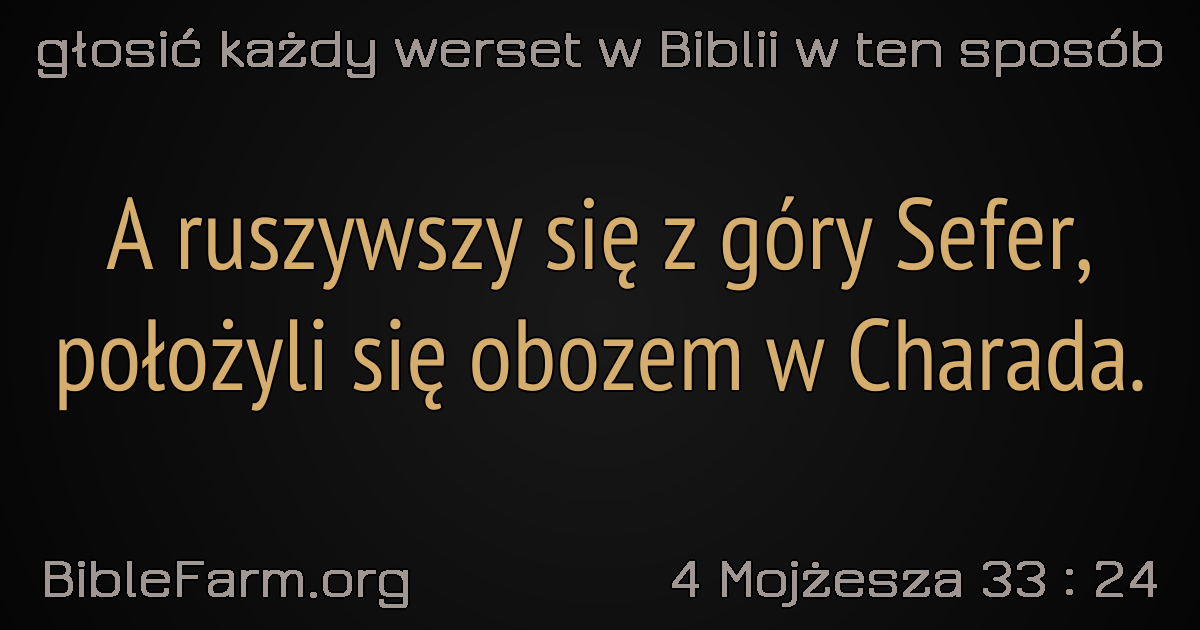 głosić każdy werset w Biblii w ten sposób
A ruszywszy się z góry Sefer,
położyli się obozem w Charada.
BibleFarm.org
4 Mojżesza 33 : 24